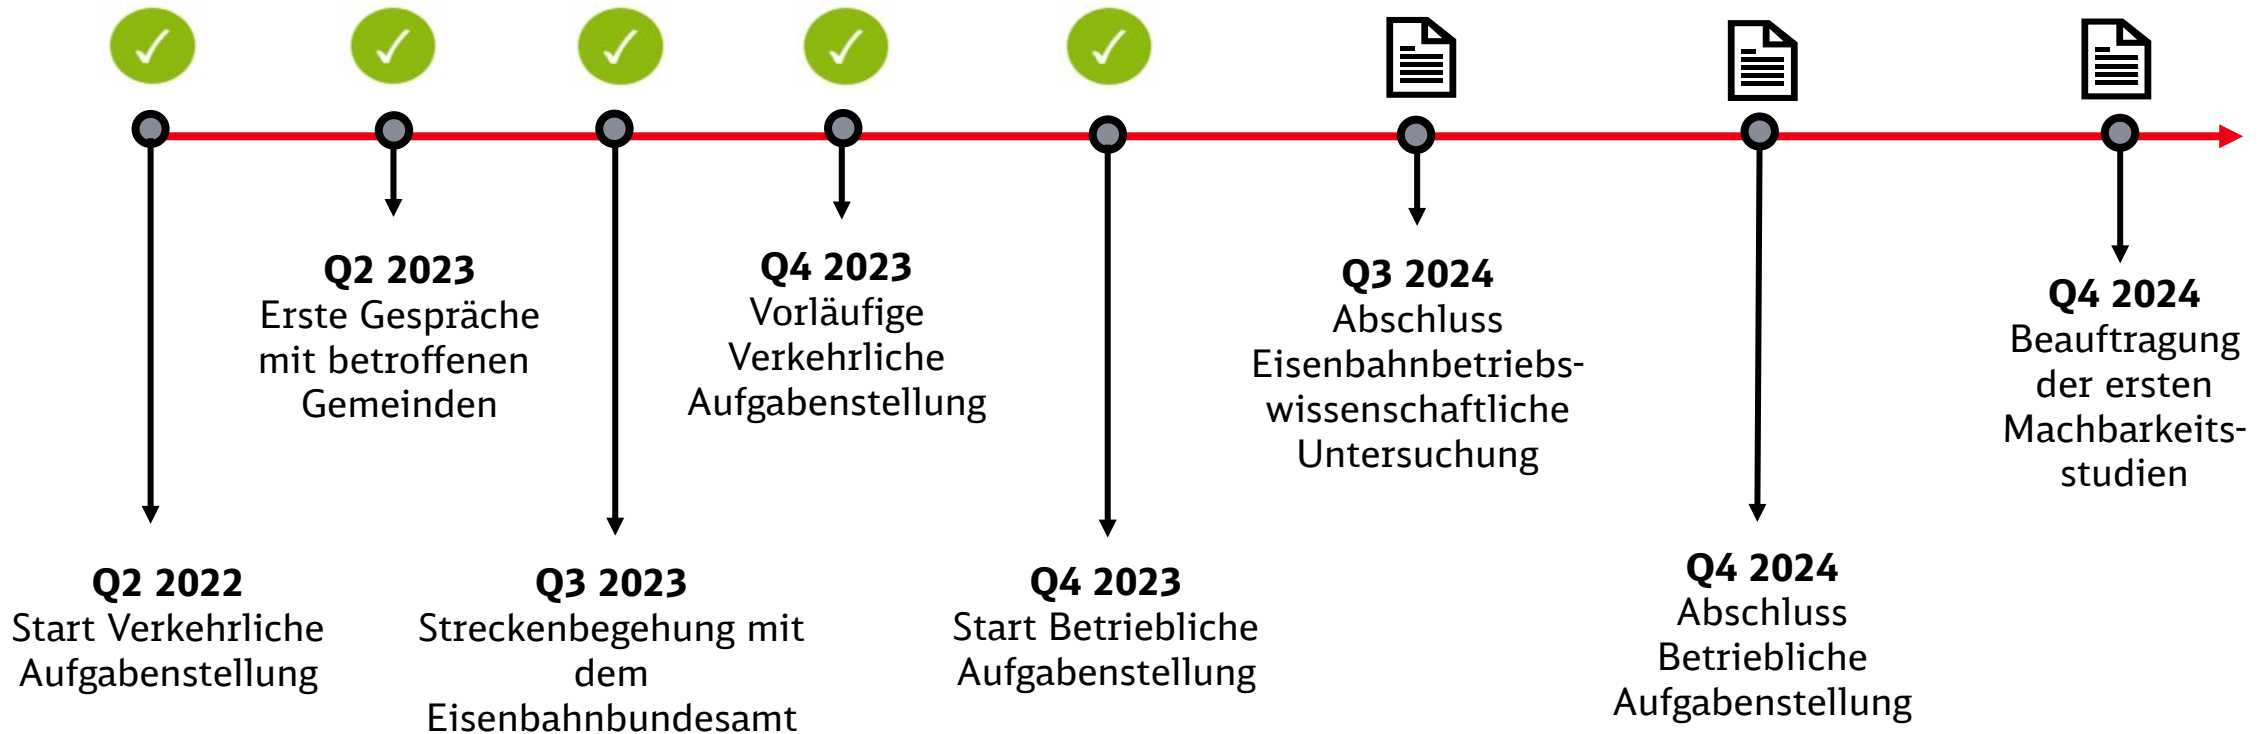 Q2 2022
Start Verkehrliche
Aufgabenstellung
Q2 2023
Erste Gespräche
mit betroffenen
Gemeinden
Q3 2023
Streckenbegehung mit
dem
Eisenbahnbundesamt
Q4 2023
Vorläufige
Verkehrliche
Aufgabenstellung
Q4 2023
Start Betriebliche
Aufgabenstellung
Q3 2024
Abschluss
Eisenbahnbetriebs-
wissenschaftliche
Untersuchung
Q4 2024
Abschluss
Betriebliche
Aufgabenstellung
Q4 2024
Beauftragung
der ersten
Machbarkeits-
studien